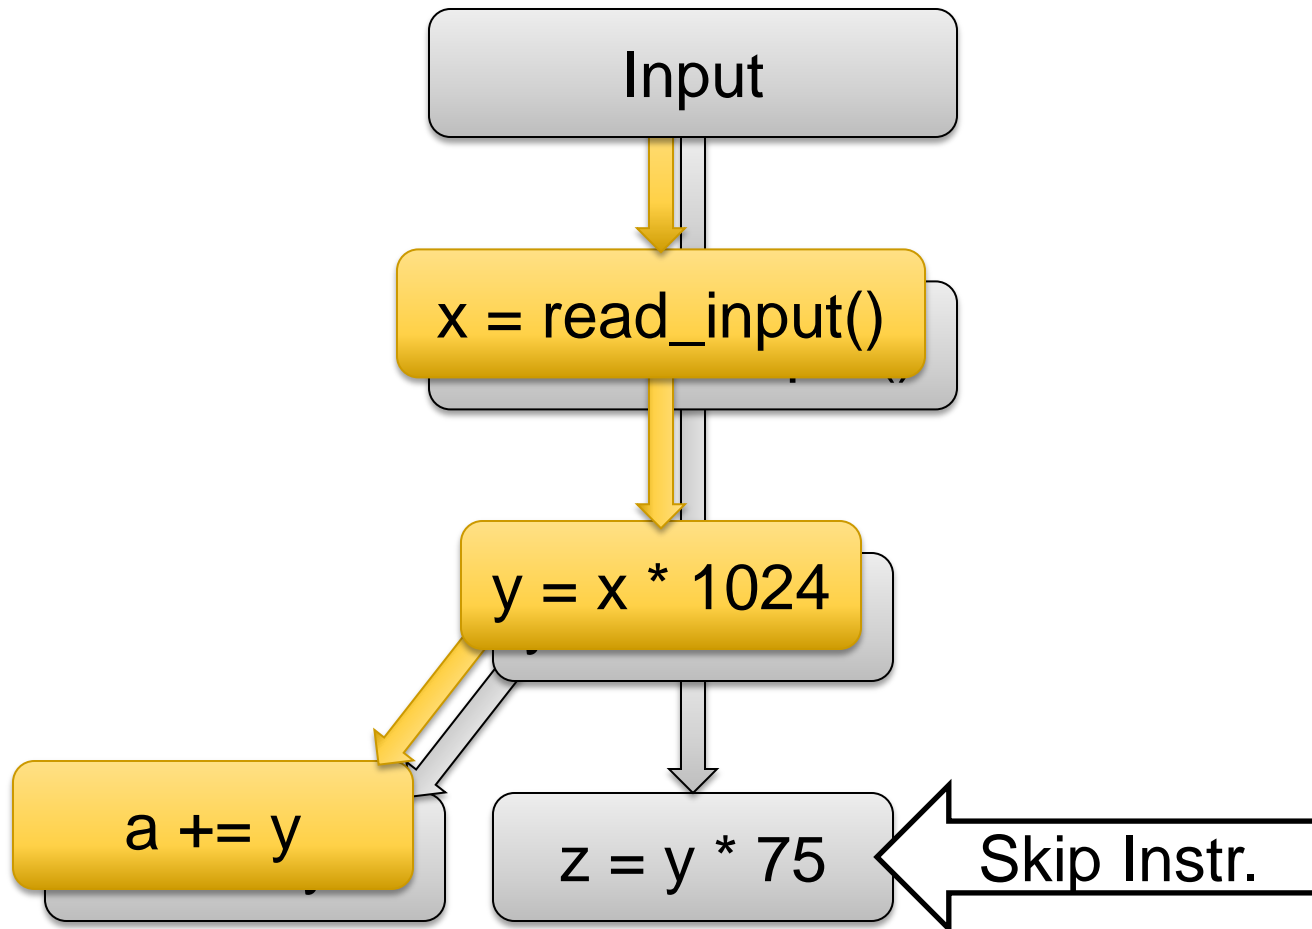 Input
x = read_input()
y = x * 1024
a += y
z = y * 75
Skip Instr.